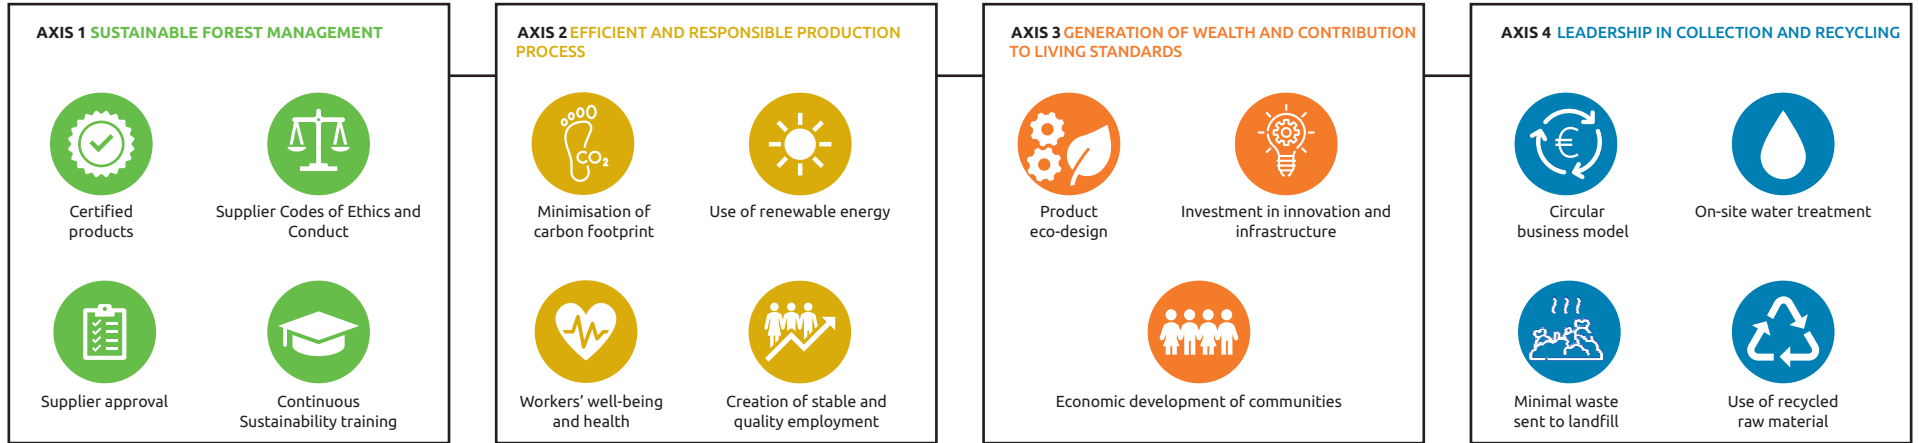 AXIS 1 SUSTAINABLE FOREST MANAGEMENT
Certified
products
Supplier Codes of Ethics and
Conduct
Supplier approval
Continuous
Sustainability training
AXIS 2 EFFICIENT AND RESPONSIBLE PRODUCTION
PROCESS
CO2
Minimisation of
carbon footprint
Use of renewable energy
Workers’ well-being
and health
Creation of stable and
quality employment
AXIS 3 GENERATION OF WEALTH AND CONTRIBUTION
TO LIVING STANDARDS
Product
eco-design
Investment in innovation and
infrastructure
Economic development of communities
AXIS 4 LEADERSHIP IN COLLECTION AND RECYCLING
€
Circular
business model
On-site water treatment
Minimal waste
sent to landfill
Use of recycled
raw material